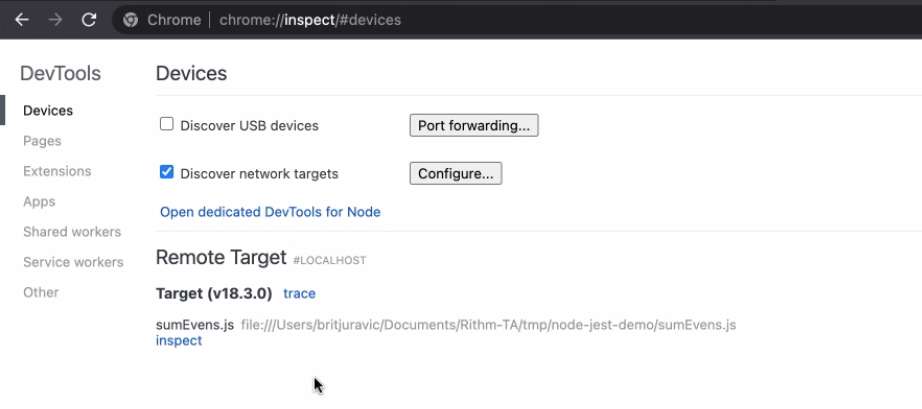 Chrome | chrome://inspect/#devices
DevTools
Devices
Pages
Extensions
Apps
Shared workers
Service workers
Other
Devices
Discover USB devices Port forwarding...
Discover network targets Configure...
Open dedicated DevTools for Node
Remote Target #LOCALHOST
Target (v18.3.0) trace
sumEvens.js file:///Users/britjuravic/Documents/Rithm-TA/tmp/node-jest-demo/sumEvens.js
inspect